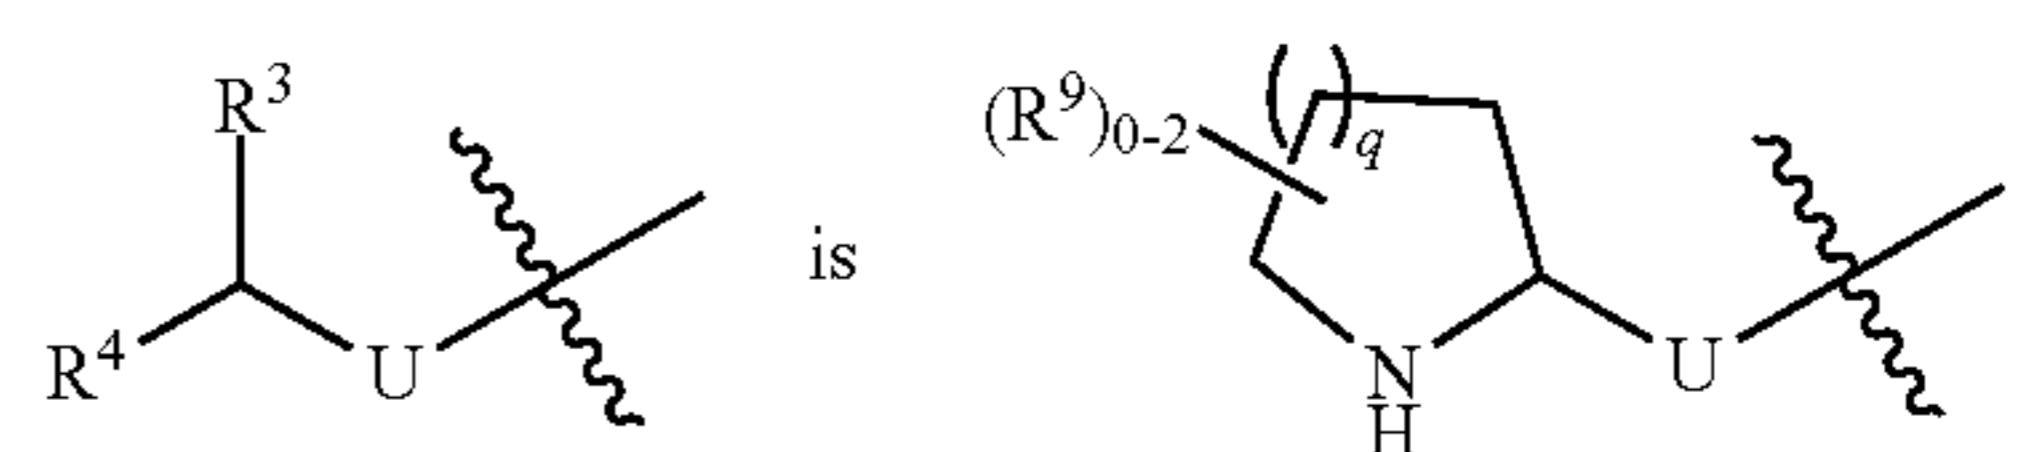 R³
(R⁹)₀₋₂ ( )q
is
R⁴ U N U
H